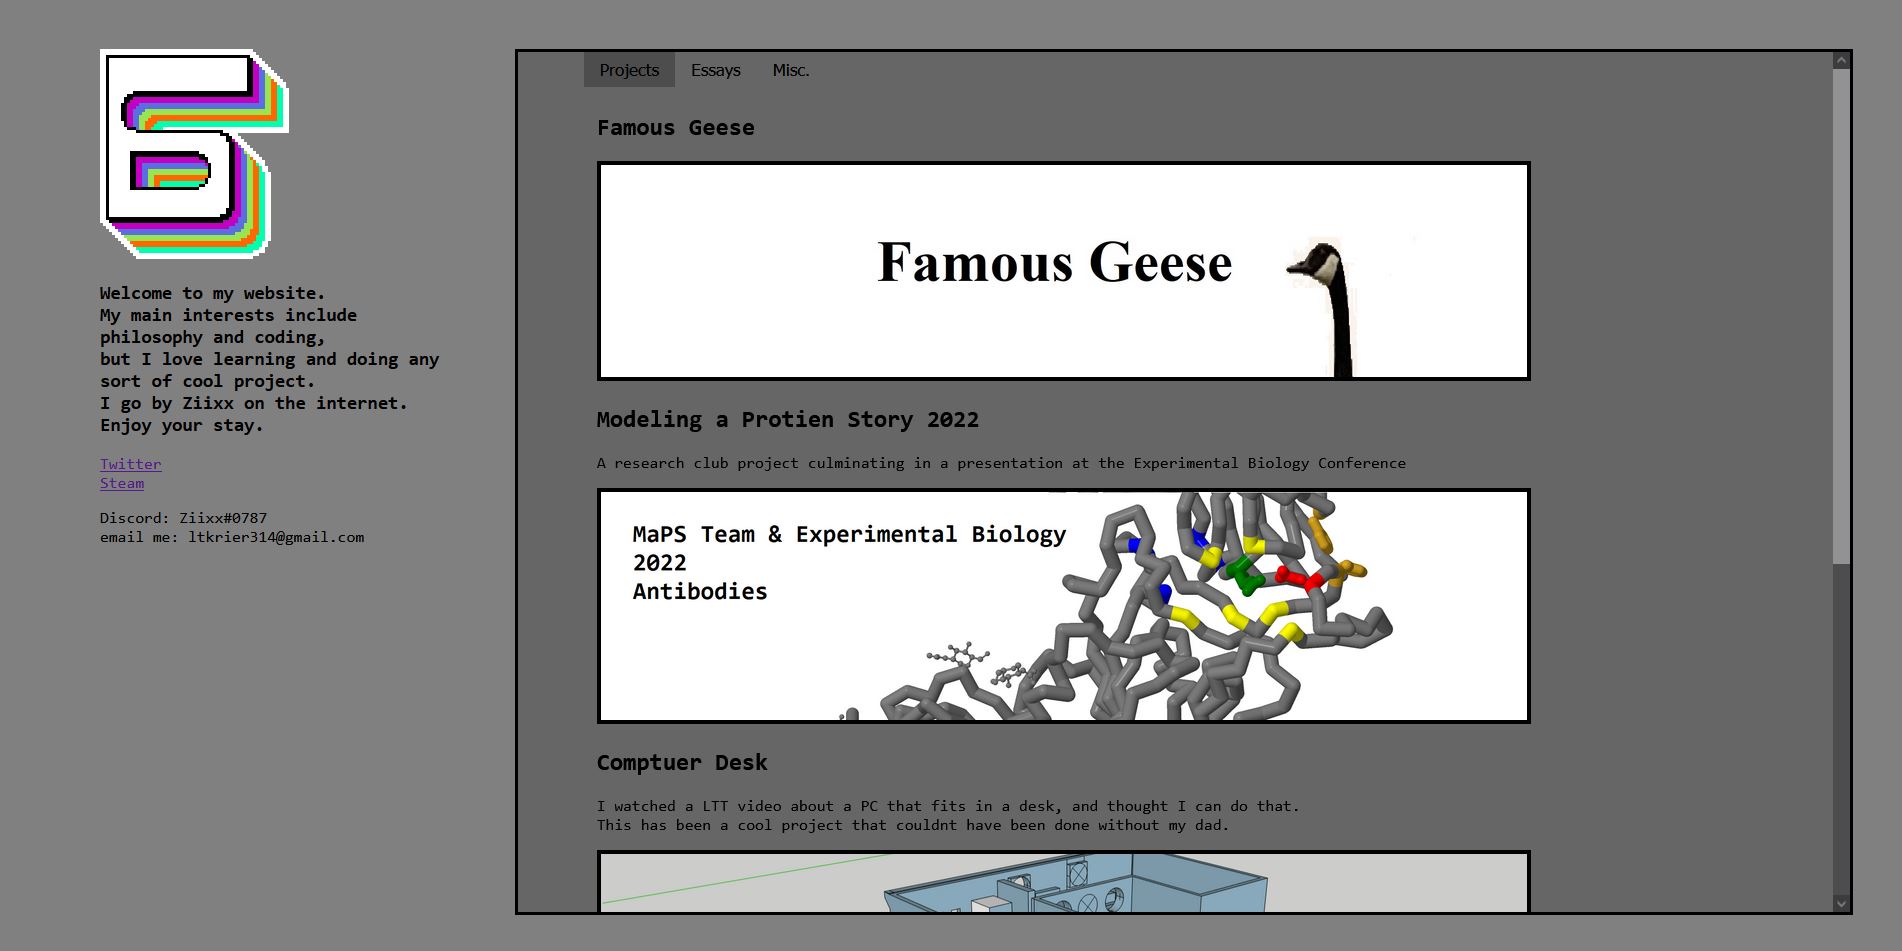 Welcome to my website.
My main interests include
philosophy and coding,
but I love learning and doing any
sort of cool project.
I go by Ziixx on the internet.
Enjoy your stay.
Twitter
Steam
Discord: Ziixx#0787
email me: ltkrier314@gmail.com
Projects Essays Misc.
Famous Geese
Famous Geese
Modeling a Protien Story 2022
A research club project culminating in a presentation at the Experimental Biology Conference
MaPS Team & Experimental Biology
2022
Antibodies
Comptuer Desk
I watched a LTT video about a PC that fits in a desk, and thought I can do that.
This has been a cool project that couldnt have been done without my dad.